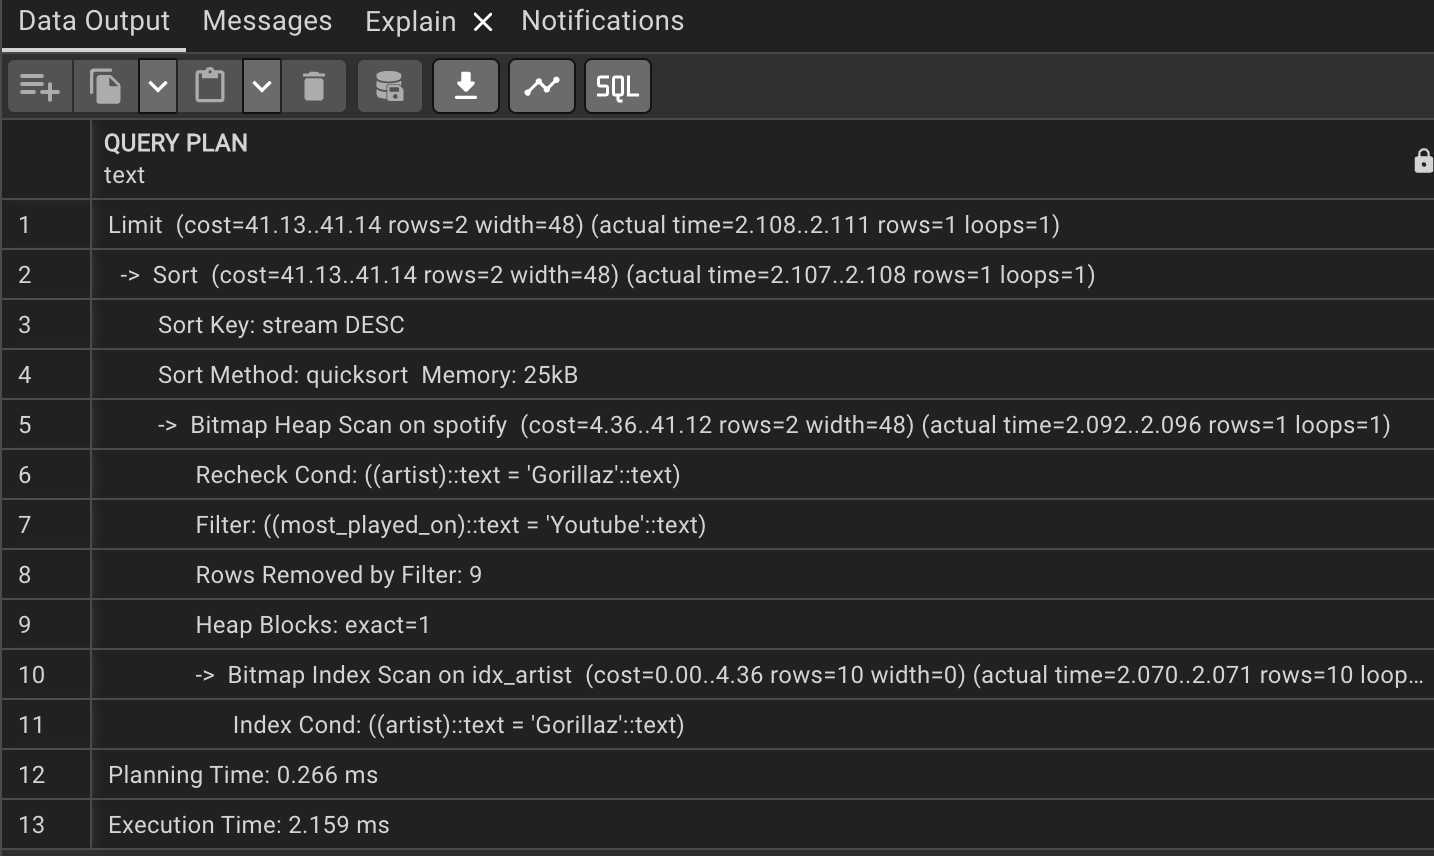 Data Output Messages Explain Notifications
SQL
QUERY PLAN
text
1 Limit (cost=41.13..41.14 rows=2 width=48) (actual time=2.108..2.111 rows=1 loops=1)
2 -> Sort (cost=41.13..41.14 rows=2 width=48) (actual time=2.107..2.108 rows=1 loops=1)
3 Sort Key: stream DESC
4 Sort Method: quicksort Memory: 25kB
5 -> Bitmap Heap Scan on spotify (cost=4.36..41.12 rows=2 width=48) (actual time=2.092..2.096 rows=1 loops=1)
6 Recheck Cond: ((artist)::text = 'Gorillaz'::text)
7 Filter: ((most_played_on)::text = 'Youtube'::text)
8 Rows Removed by Filter: 9
9 Heap Blocks: exact=1
10 -> Bitmap Index Scan on idx_artist (cost=0.00..4.36 rows=10 width=0) (actual time=2.070..2.071 rows=10 loop...
11 Index Cond: ((artist)::text = 'Gorillaz'::text)
12 Planning Time: 0.266 ms
13 Execution Time: 2.159 ms